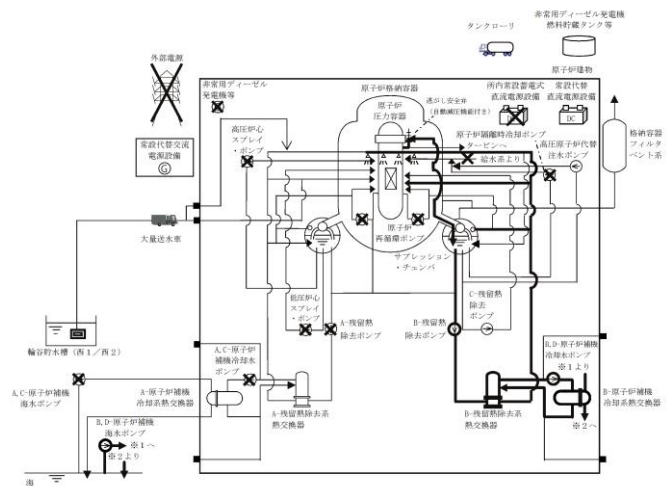 タンクローリ
非常用ディーゼル発電機
燃料貯蔵タンク等
外部電源
原子炉建物
非常用ディーゼル
発電機等
原子炉格納容器
原子炉
圧力容器
逃がし安全弁
(自動減圧機能付き)
所内常設蓄電式
直流電源設備
常設代替
直流電源設備
DC
高圧炉心
スプレイ
・ポンプ
原子炉隔離時冷却ポンプ
タービンへ
給水系より
高圧原子炉代替
注水ポンプ
格納容器
フィルタ
ベント系
常設代替交流
電源設備
G
大量送水車
原子炉
再循環ポンプ
サプレッション
・チェンバ
低圧炉心
スプレイ
・ポンプ
A-残留熱
除去ポンプ
B-残留熱
除去ポンプ
C-残留熱
除去ポンプ
輪谷貯水槽(西1/西2)
A,C-原子炉
補機冷却水
ポンプ
B,D-原子炉補機
冷却水ポンプ
※1より
A,C-原子炉補機
海水ポンプ
A-原子炉補機
冷却系熱交換器
A-残留熱除去系
熱交換器
B-残留熱除去系
熱交換器
B-原子炉補機
冷却系熱交換器
※2へ
B,D-原子炉補機
海水ポンプ
※1へ
※2より
海